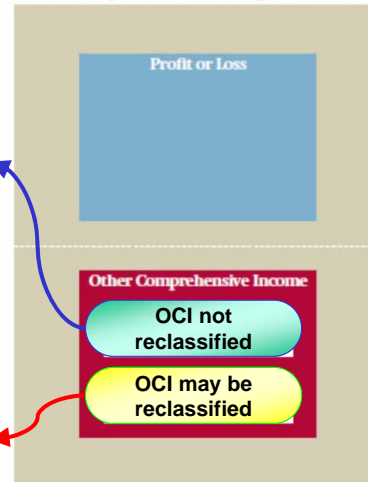 Profit or Loss
Other Comprehensive Income
OCI not
reclassified
OCI may be
reclassified